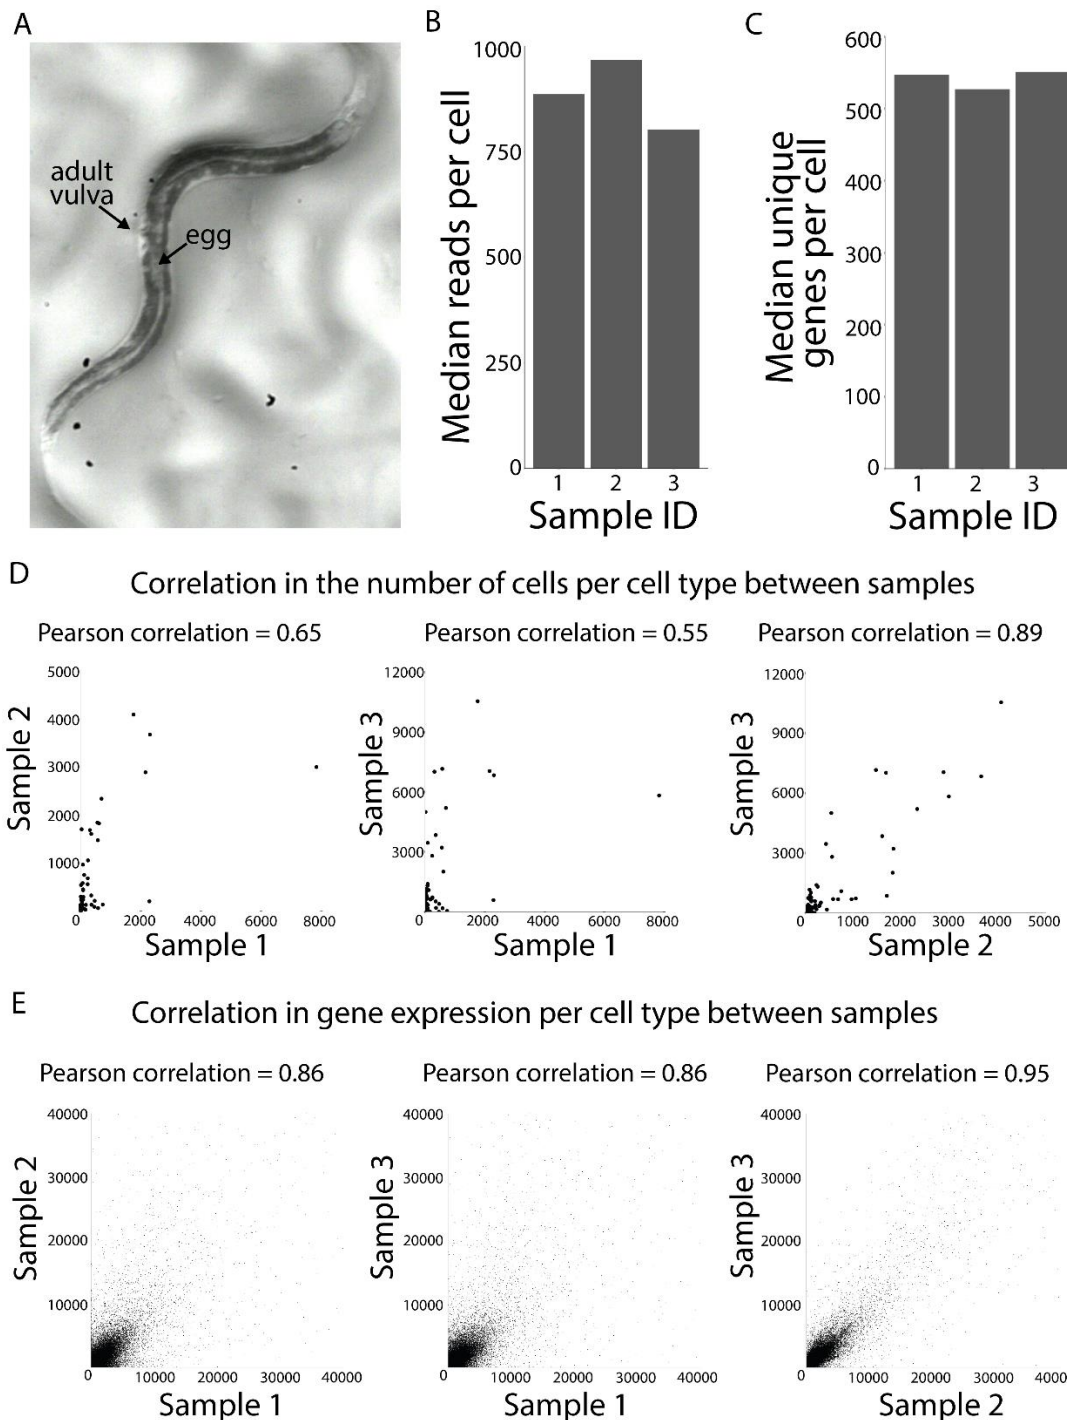 A
adult
vulva
egg
B
Median reads per cell
1000
750
500
250
0
1
2
3
Sample ID
C
Median unique
genes per cell
600
500
400
300
200
100
0
1
2
3
Sample ID
D
Correlation in the number of cells per cell type between samples
Pearson correlation = 0.65
Sample 2
5000
4000
3000
2000
1000
0
2000
4000
6000
8000
Sample 1
Pearson correlation = 0.55
Sample 3
12000
9000
6000
3000
0
2000
4000
6000
8000
Sample 1
Pearson correlation = 0.89
Sample 3
12000
9000
6000
3000
0
1000
2000
3000
4000
5000
Sample 2
E
Correlation in gene expression per cell type between samples
Pearson correlation = 0.86
Sample 2
40000
30000
20000
10000
0
10000
20000
30000
40000
Sample 1
Pearson correlation = 0.86
Sample 3
40000
30000
20000
10000
0
10000
20000
30000
40000
Sample 1
Pearson correlation = 0.95
Sample 3
40000
30000
20000
10000
0
10000
20000
30000
4000
Sample 2